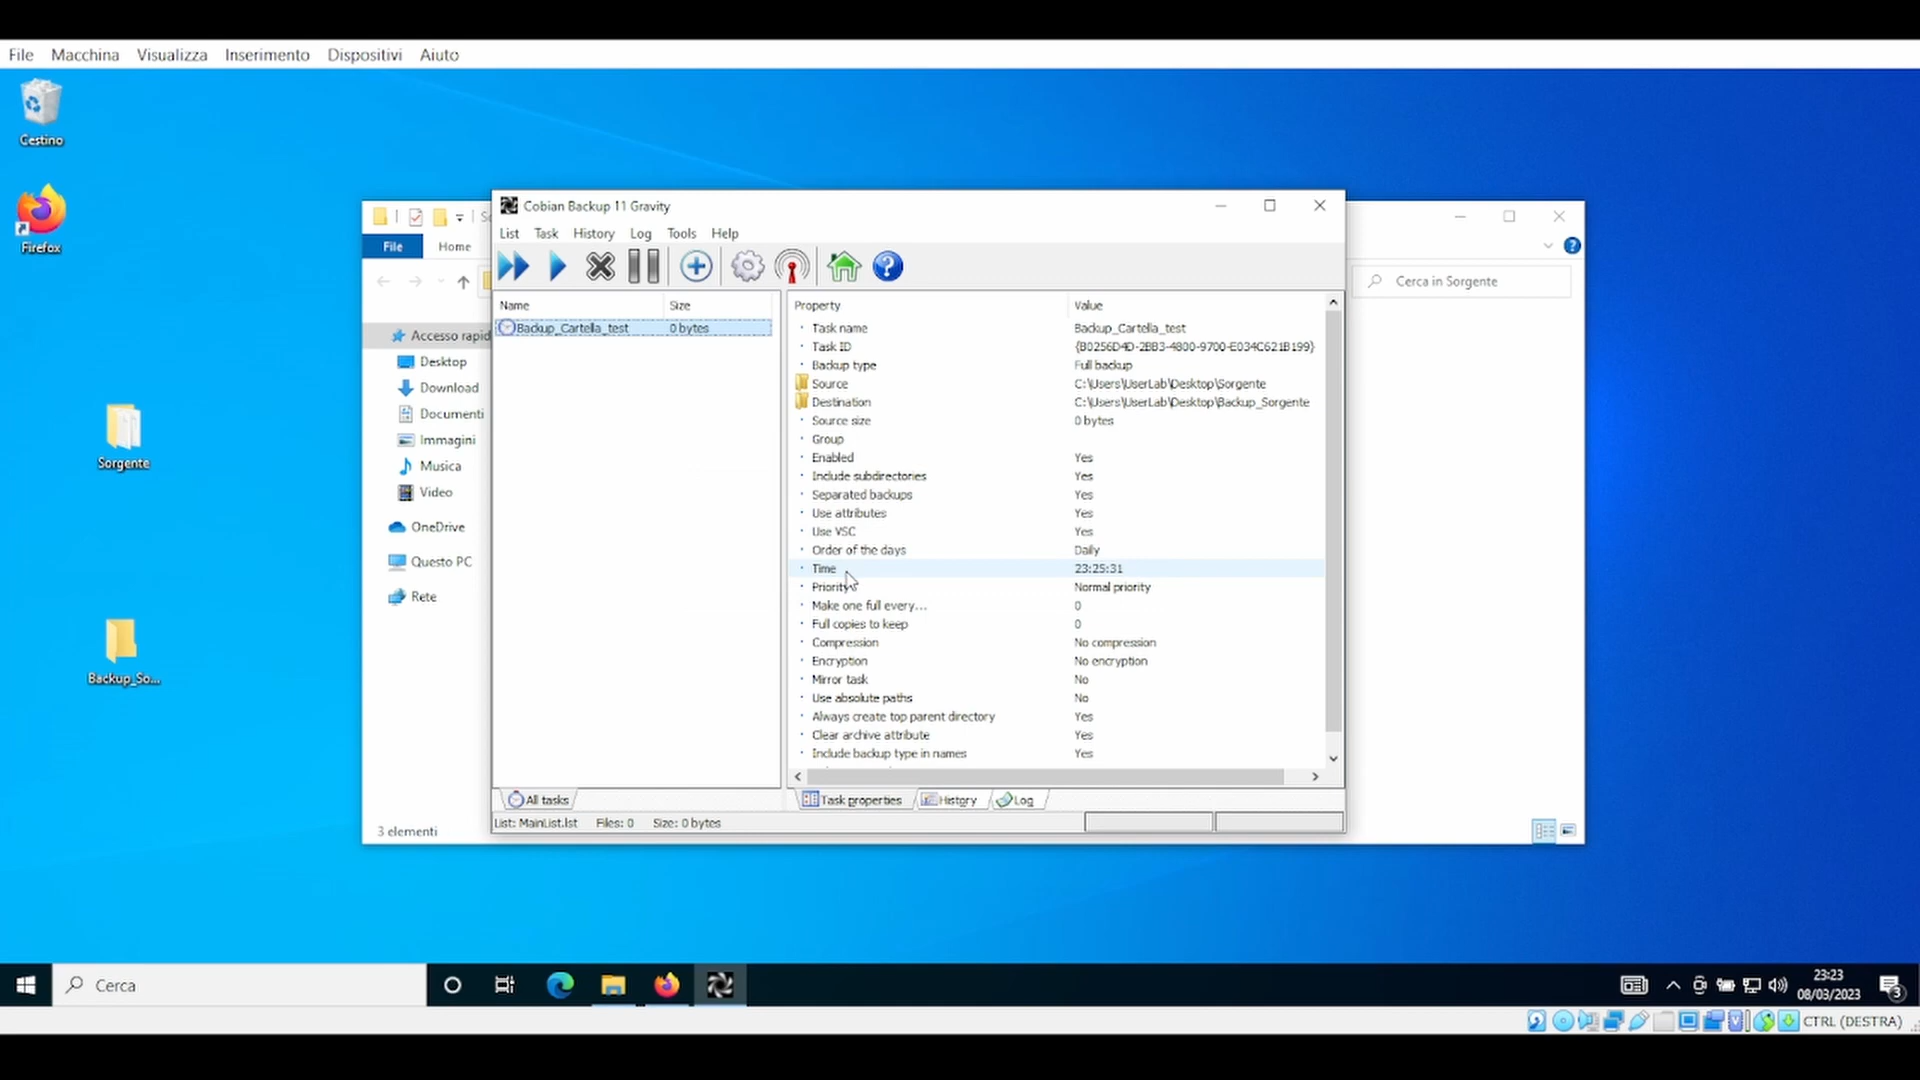 File Macchina Visualizza Inserimento Dispositivi Aiuto
Cestino
Firefox
Sorgente
Backup_So...
File Home
Cerca in Sorgente
Accesso rapid
Desktop
Download
Documenti
Immagini
Musica
Video
OneDrive
Questo PC
Rete
3 elementi
Cobian Backup 11 Gravity
List Task History Log Tools Help
Name Size
Backup_Cartella_test 0 bytes
Property Value
Task name Backup_Cartella_test
Task ID {B0256D4D-2BB3-4800-9700-E034C621B199}
Backup type Full backup
Source C:\Users\UserLab\Desktop\Sorgente
Destination C:\Users\UserLab\Desktop\Backup_Sorgente
Source size 0 bytes
Group
Enabled Yes
Include subdirectories Yes
Separated backups Yes
Use attributes Yes
Use VSC Yes
Order of the days Daily
Time 23:25:31
Priority Normal priority
Make one full every... 0
Full copies to keep 0
Compression No compression
Encryption No encryption
Mirror task No
Use absolute paths No
Always create top parent directory Yes
Clear archive attribute Yes
Include backup type in names Yes
All tasks
Task properties History Log
List: MainList.lst Files: 0 Size: 0 bytes
Cerca
23:23
08/03/2023
3
CTRL (DESTRA)